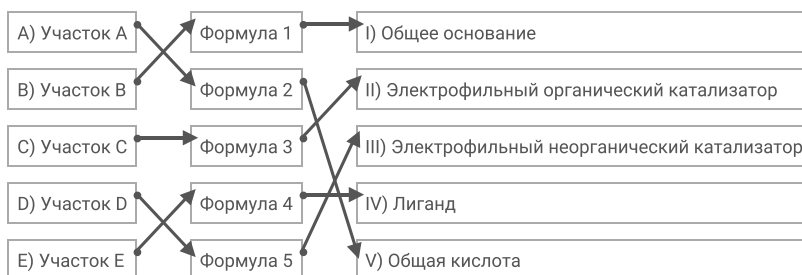 A) Участок A Формула 1 I) Общее основание
B) Участок B Формула 2 II) Электрофильный органический катализатор
C) Участок C Формула 3 III) Электрофильный неорганический катализатор
D) Участок D Формула 4 IV) Лиганд
E) Участок E Формула 5 V) Общая кислота